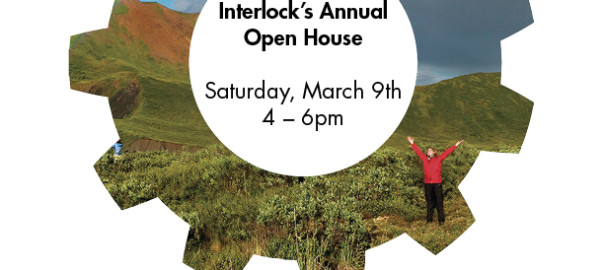 Interlock’s Annual
Open House
Saturday, March 9th
4 – 6pm